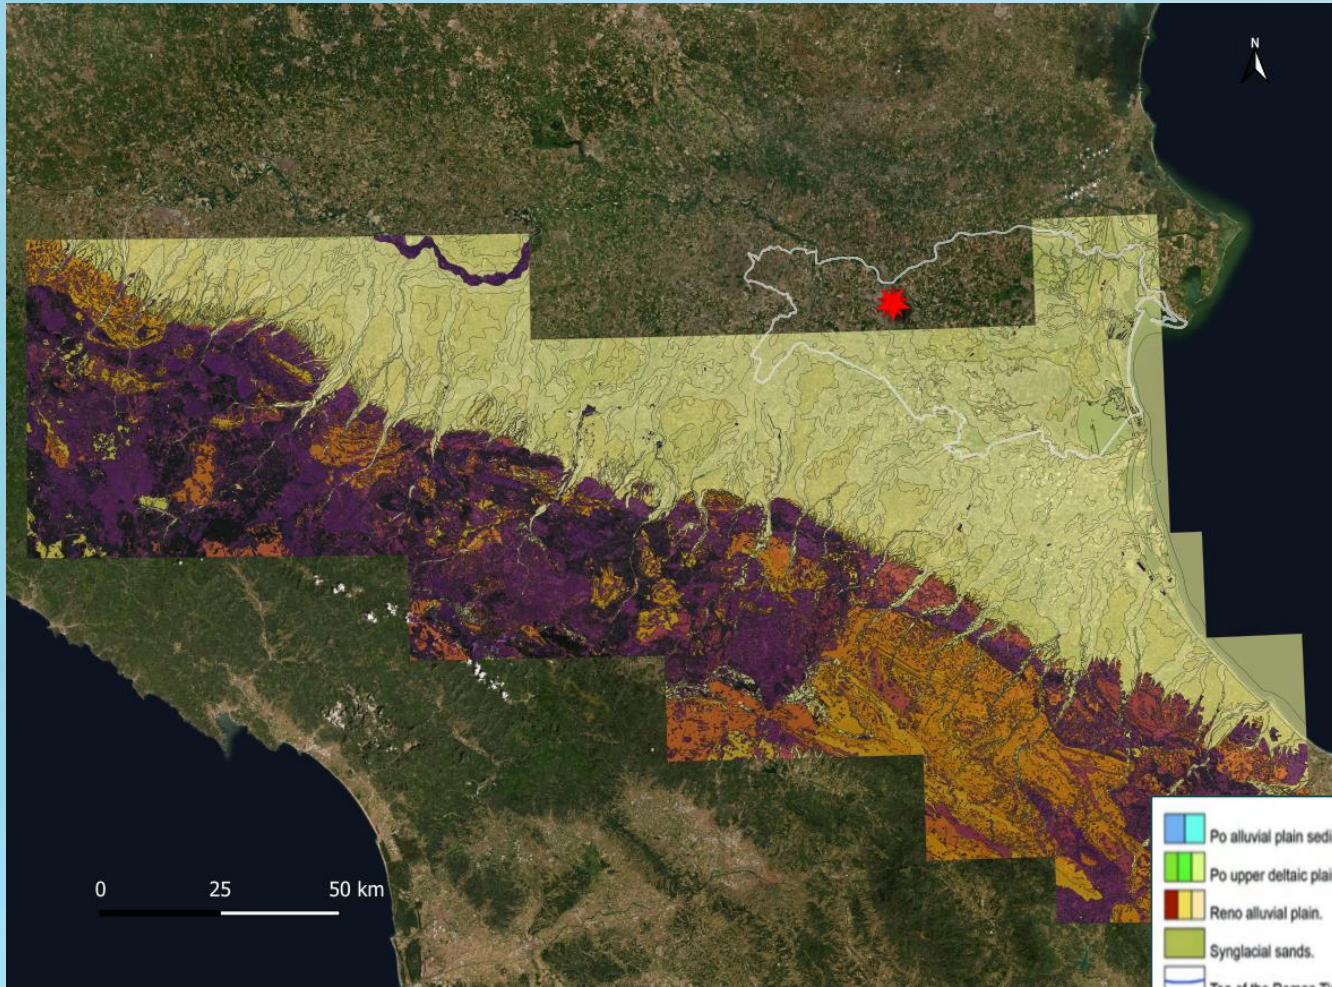 N
0 25 50 km
Po alluvial plain sedi
Po upper deltaic plai
Reno alluvial plain.
Synglacial sands.